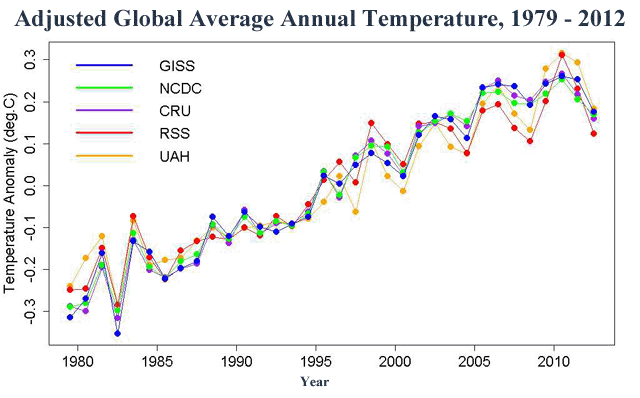 Adjusted Global Average Annual Temperature, 1979 - 2012
Temperature Anomaly (deg.C)
0.3
0.2
0.1
0.0
-0.1
-0.2
-0.3
GISS
NCDC
CRU
RSS
UAH
1980 1985 1990 1995 2000 2005 2010
Year